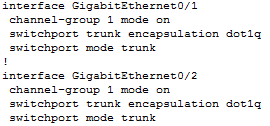 interface GigabitEthernet0/1
 channel-group 1 mode on
 switchport trunk encapsulation dot1q
 switchport mode trunk
!
interface GigabitEthernet0/2
 channel-group 1 mode on
 switchport trunk encapsulation dot1q
 switchport mode trunk